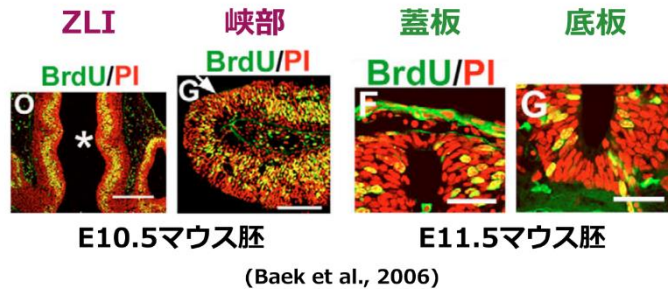 ZLI 峡部 蓋板 底板
BrdU/PI BrdU/PI BrdU/PI
O G F G
*
E10.5マウス胚 E11.5マウス胚
(Baek et al., 2006)